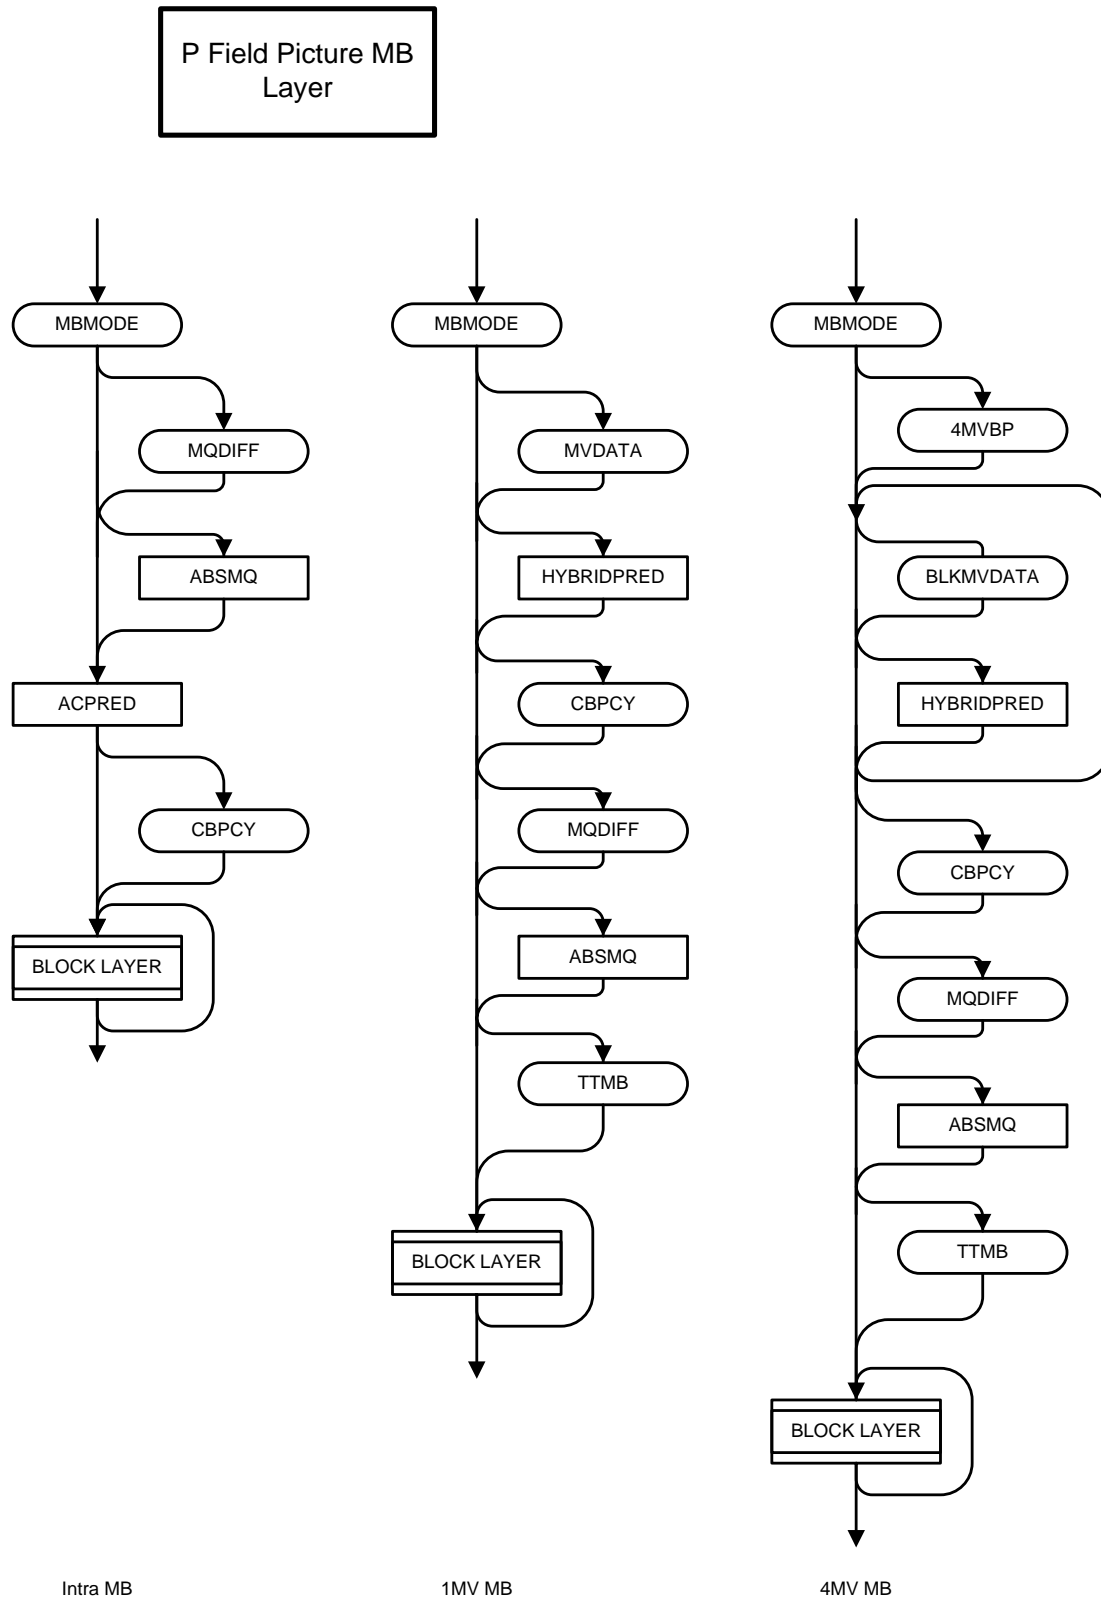 P Field Picture MB
Layer
MBMODE
MQDIFF
ABSMQ
ACPRED
CBPCY
BLOCK LAYER
Intra MB
MBMODE
MVDATA
HYBRIDPRED
CBPCY
MQDIFF
ABSMQ
TTMB
BLOCK LAYER
1MV MB
MBMODE
4MVBP
BLKMVDATA
HYBRIDPRED
CBPCY
MQDIFF
ABSMQ
TTMB
BLOCK LAYER
4MV MB